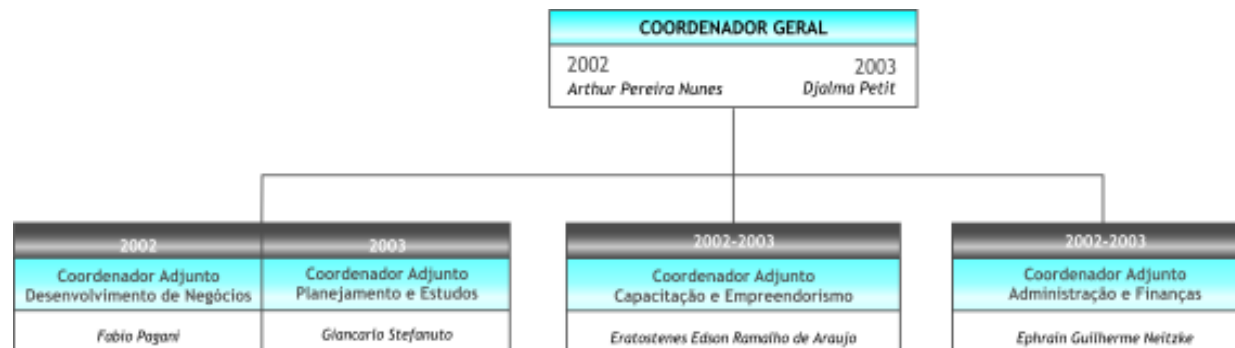 COORDENADOR GERAL
2002
2003
Arthur Pereira Nunes
Djalma Petit
2002
Coordenador Adjunto
Desenvolvimento de Negócios
Fabio Pagani
2003
Coordenador Adjunto
Planejamento e Estudos
Giancarlo Stefanuto
2002-2003
Coordenador Adjunto
Capacitação e Empreendorismo
Eratostenes Edson Ramalho de Araujo
2002-2003
Coordenador Adjunto
Administração e Finanças
Ephrain Guilherme Neitzke